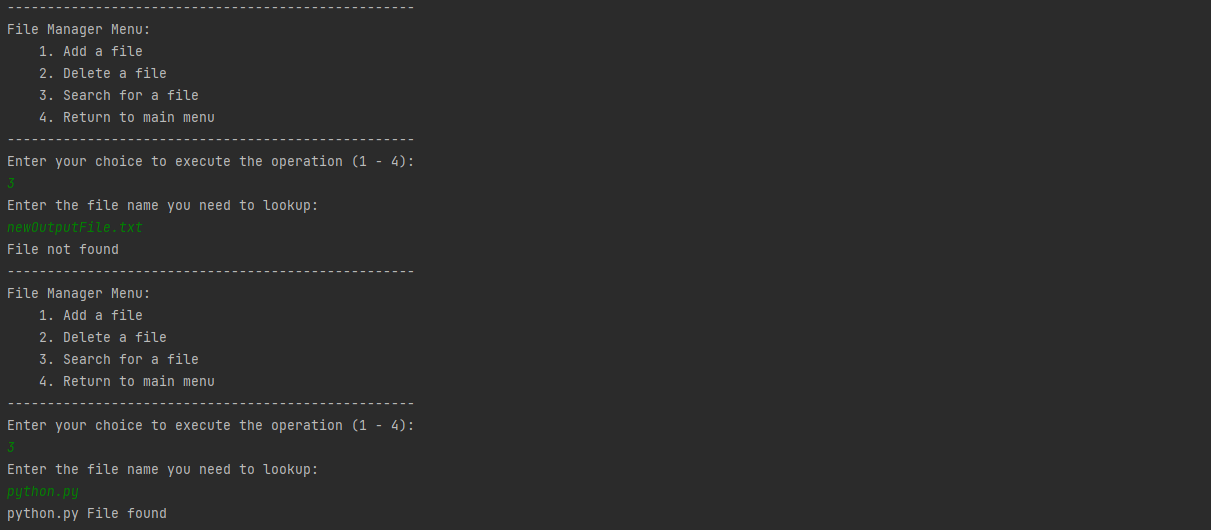 ---------------------------------------------------
File Manager Menu:
    1. Add a file
    2. Delete a file
    3. Search for a file
    4. Return to main menu
---------------------------------------------------
Enter your choice to execute the operation (1 - 4):
3
Enter the file name you need to lookup:
newOutputFile.txt
File not found
---------------------------------------------------
File Manager Menu:
    1. Add a file
    2. Delete a file
    3. Search for a file
    4. Return to main menu
---------------------------------------------------
Enter your choice to execute the operation (1 - 4):
3
Enter the file name you need to lookup:
python.py
python.py File found